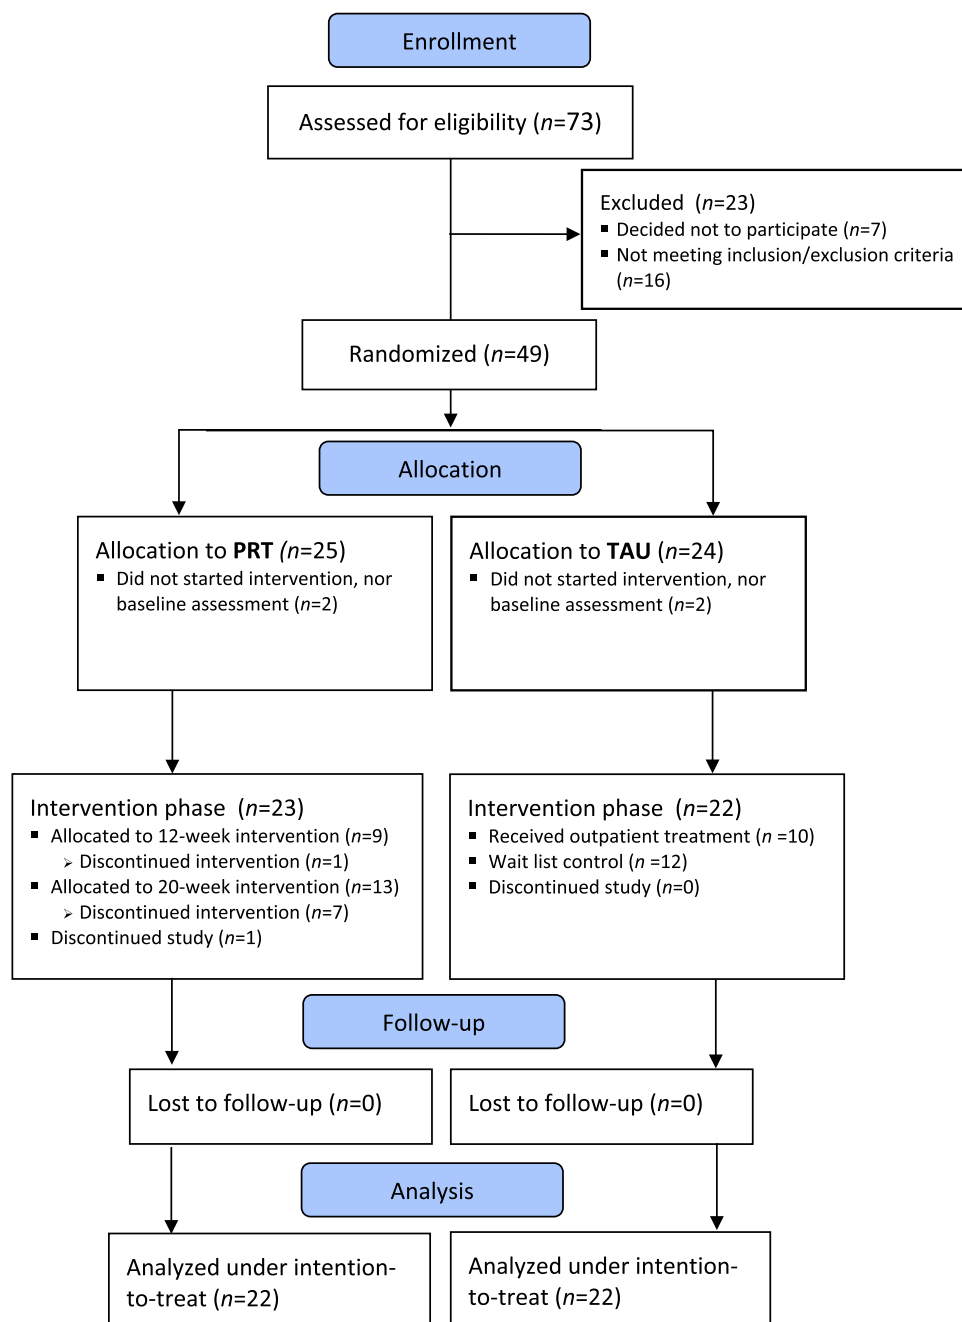 Enrollment
Assessed for eligibility (n=73)
Excluded (n=23)
▪ Decided not to participate (n=7)
▪ Not meeting inclusion/exclusion criteria
(n=16)
Randomized (n=49)
Allocation
Allocation to PRT (n=25)
▪ Did not started intervention, nor
baseline assessment (n=2)
Allocation to TAU (n=24)
▪ Did not started intervention, nor
baseline assessment (n=2)
Intervention phase (n=23)
▪ Allocated to 12-week intervention (n=9)
➢ Discontinued intervention (n=1)
▪ Allocated to 20-week intervention (n=13)
➢ Discontinued intervention (n=7)
▪ Discontinued study (n=1)
Intervention phase (n=22)
▪ Received outpatient treatment (n =10)
▪ Wait list control (n =12)
▪ Discontinued study (n=0)
Follow-up
Lost to follow-up (n=0)
Lost to follow-up (n=0)
Analysis
Analyzed under intention-
to-treat (n=22)
Analyzed under intention-
to-treat (n=22)